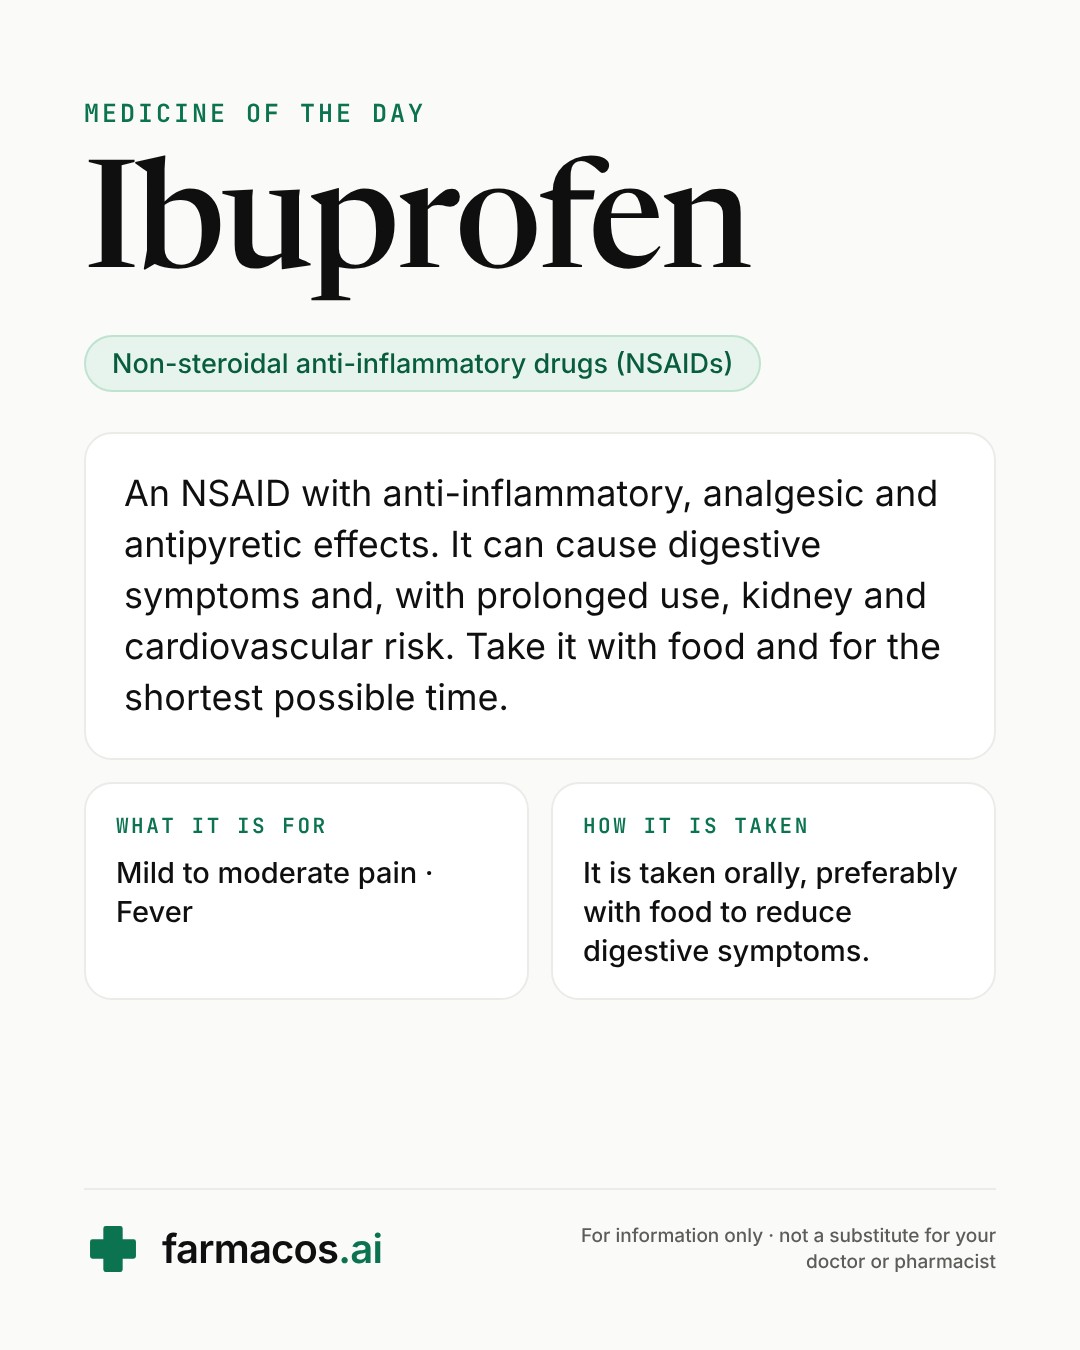 MEDICINE OF THE DAY
Ibuprofen
Non-steroidal anti-inflammatory drugs (NSAIDs)
An NSAID with anti-inflammatory, analgesic and
antipyretic effects. It can cause digestive
symptoms and, with prolonged use, kidney and
cardiovascular risk. Take it with food and for the
shortest possible time.
WHAT IT IS FOR
Mild to moderate pain ·
Fever
HOW IT IS TAKEN
It is taken orally, preferably
with food to reduce
digestive symptoms.
farmacos.ai
For information only · not a substitute for your
doctor or pharmacist